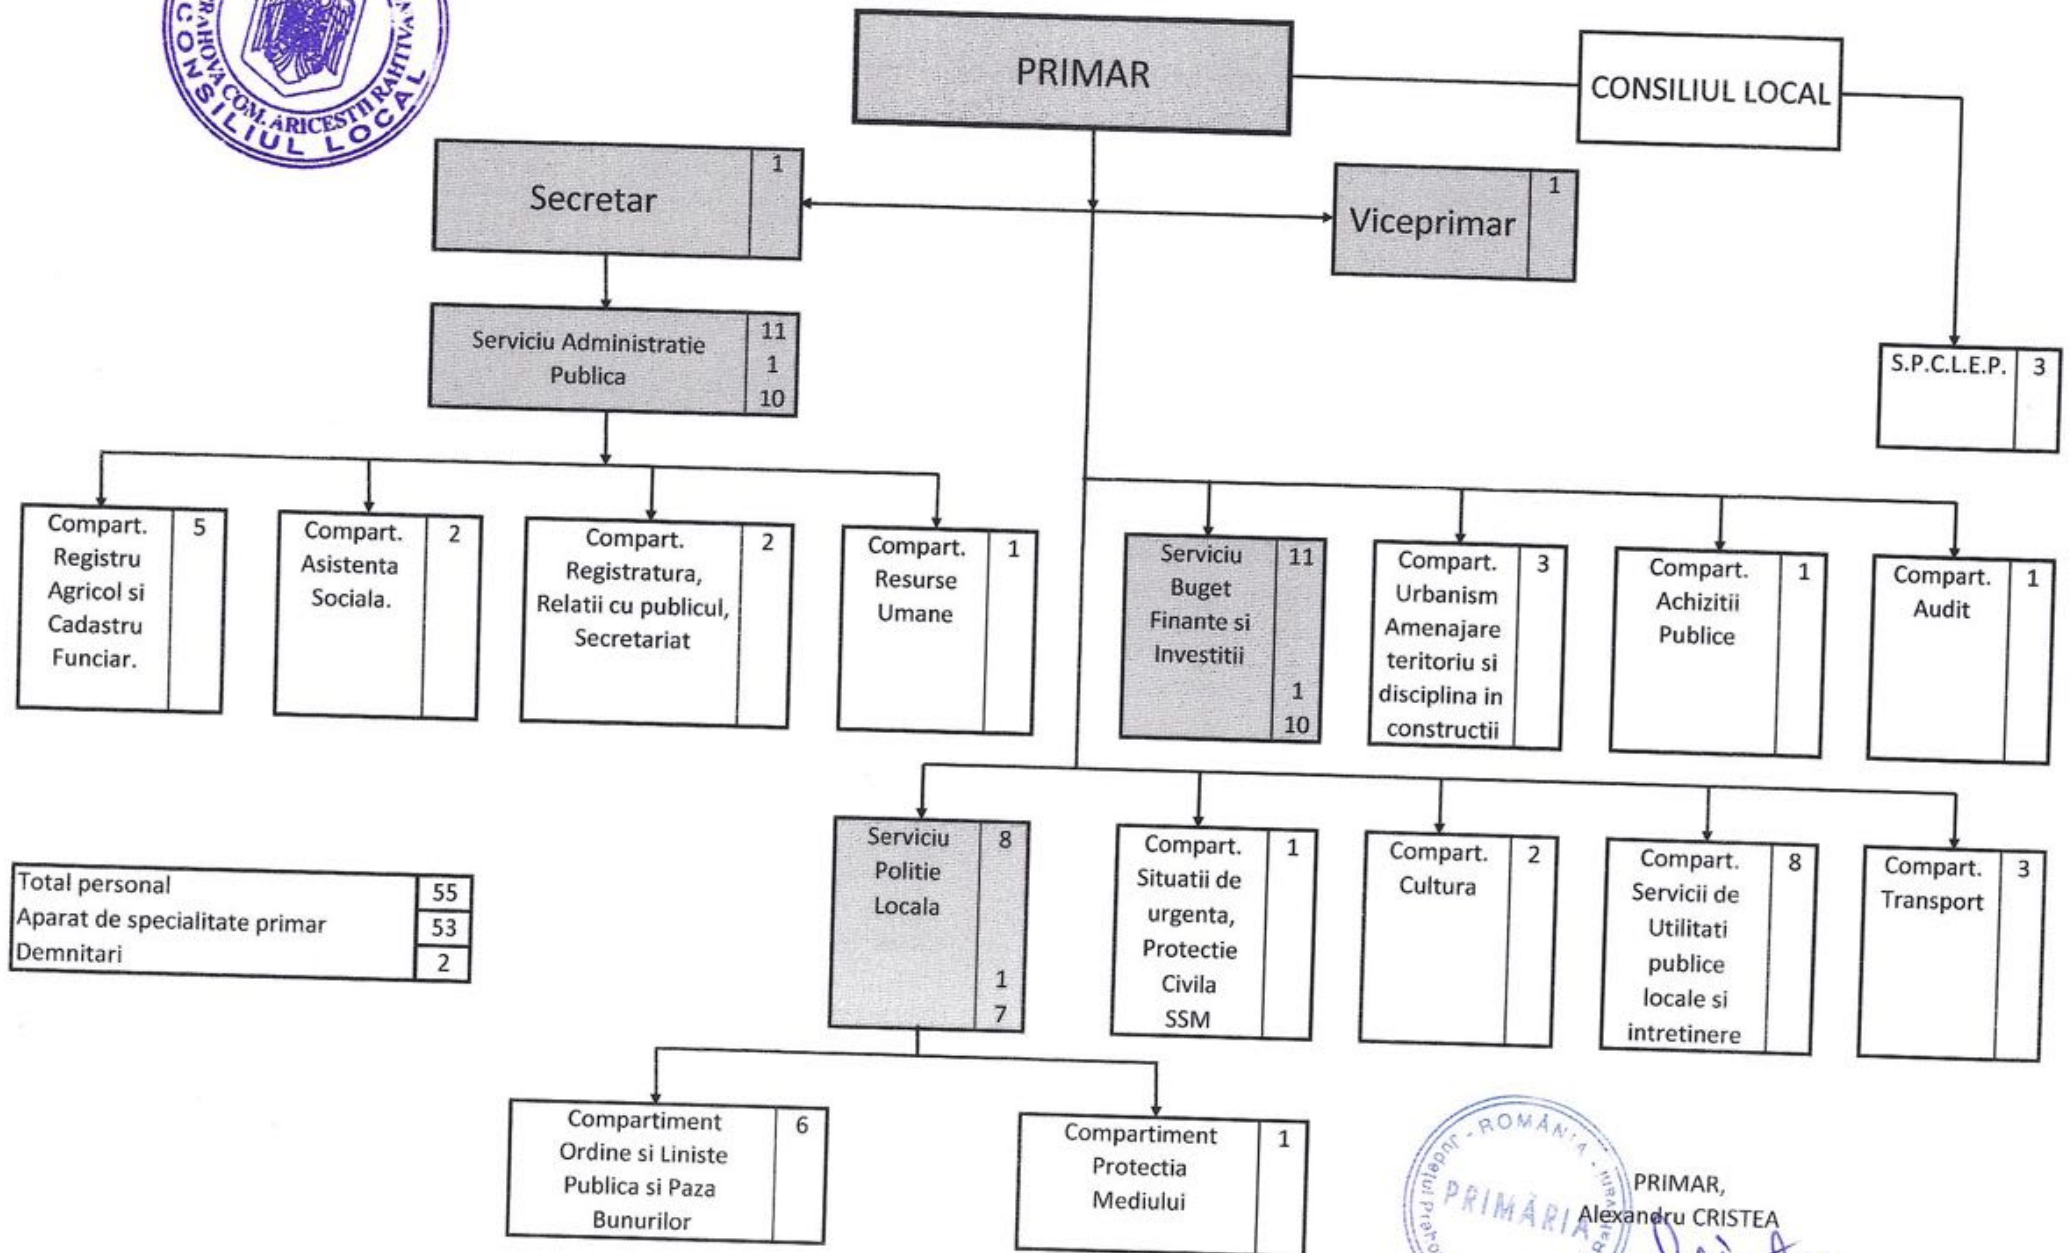 RAHOVA COM. ARICESTII RAHTIVA
CONSILIUL LOCAL
PRIMAR
CONSILIUL LOCAL
Secretar
1
Viceprimar
1
Serviciu Administratie
Publica
11
1
10
S.P.C.L.E.P.
3
Compart.
Registru
Agricol si
Cadastru
Funciar.
5
Compart.
Asistenta
Sociala.
2
Compart.
Registratura,
Relatii cu publicul,
Secretariat
2
Compart.
Resurse
Umane
1
Serviciu
Buget
Finante si
Investitii
11
1
10
Compart.
Urbanism
Amenajare
teritoriu si
disciplina in
constructii
3
Compart.
Achizitii
Publice
1
Compart.
Audit
1
Serviciu
Politie
Locala
8
1
7
Compart.
Situatii de
urgenta,
Protectie
Civila
SSM
1
Compart.
Cultura
2
Compart.
Servicii de
Utilitati
publice
locale si
intretinere
8
Compart.
Transport
3
Total personal 55
Aparat de specialitate primar 53
Demnitari 2
Compartiment
Ordine si Liniste
Publica si Paza
Bunurilor
6
Compartiment
Protectia
Mediului
1
ROMÂNIA
Județul Praho
PRIMĂRIA
PRIMAR,
Alexandru CRISTEA